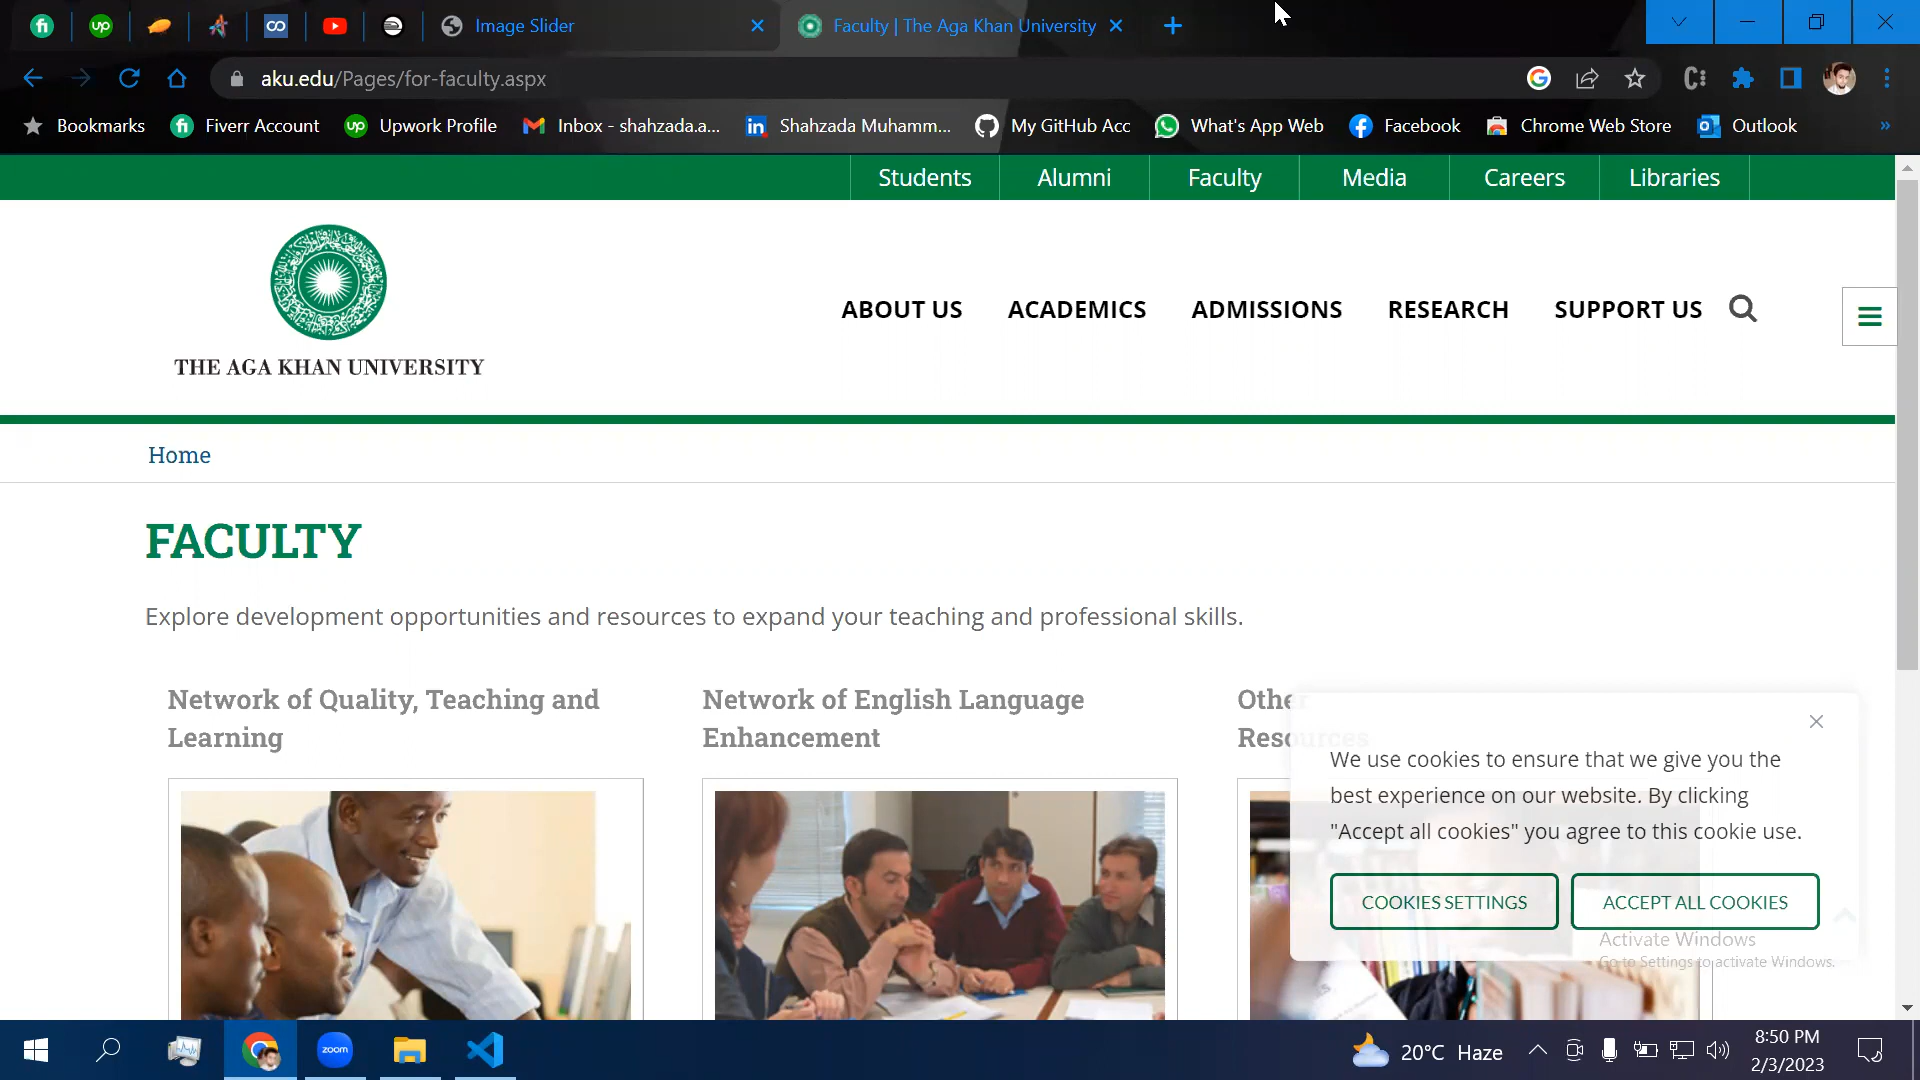 Image Slider
Faculty | The Aga Khan University
aku.edu/Pages/for-faculty.aspx
Bookmarks
Fiverr Account
Upwork Profile
Inbox - shahzada.a...
Shahzada Muhamm...
My GitHub Acc
What's App Web
Facebook
Chrome Web Store
Outlook
Students
Alumni
Faculty
Media
Careers
Libraries
THE AGA KHAN UNIVERSITY
ABOUT US
ACADEMICS
ADMISSIONS
RESEARCH
SUPPORT US
Home
FACULTY
Explore development opportunities and resources to expand your teaching and professional skills.
Network of Quality, Teaching and
Learning
Network of English Language
Enhancement
Other
Resources
We use cookies to ensure that we give you the
best experience on our website. By clicking
"Accept all cookies" you agree to this cookie use.
COOKIES SETTINGS
ACCEPT ALL COOKIES
Activate Windows
Go to Settings to activate Windows.
zoom
20°C Haze
8:50 PM
2/3/2023